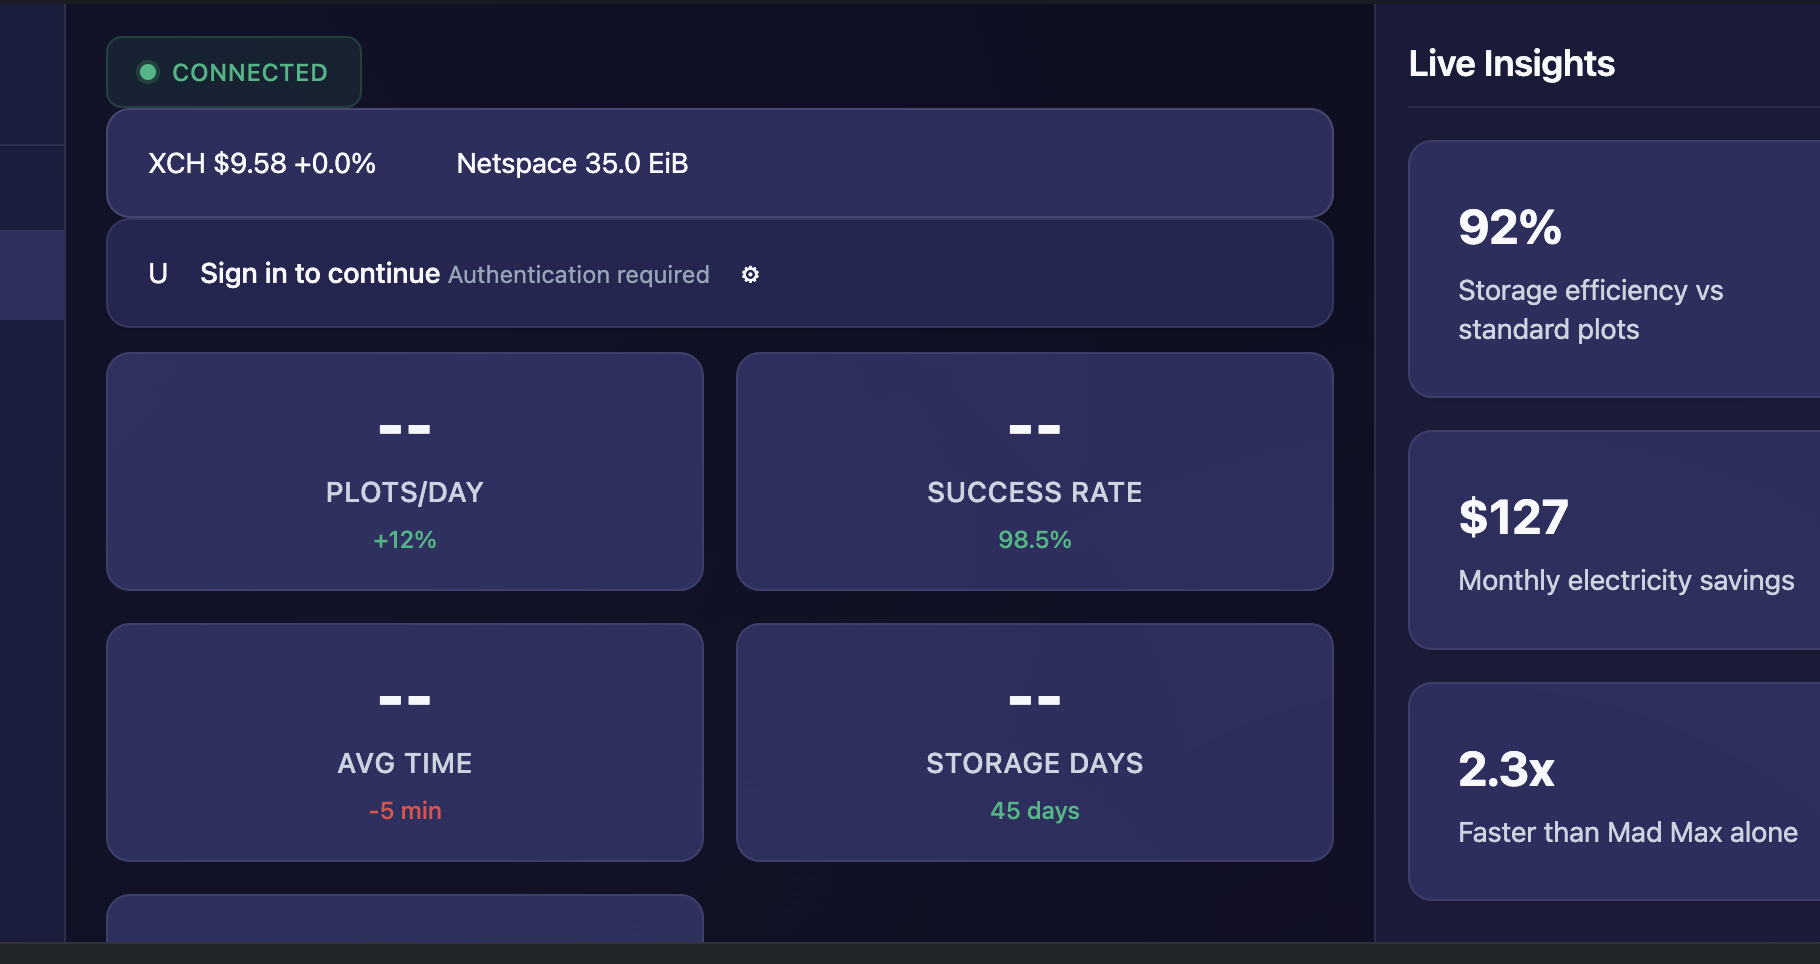 CONNECTED
XCH $9.58 +0.0% Netspace 35.0 EiB
U Sign in to continue Authentication required ⚙
--
PLOTS/DAY
+12%
--
SUCCESS RATE
98.5%
--
AVG TIME
-5 min
--
STORAGE DAYS
45 days
Live Insights
92%
Storage efficiency vs
standard plots
$127
Monthly electricity savings
2.3x
Faster than Mad Max alone